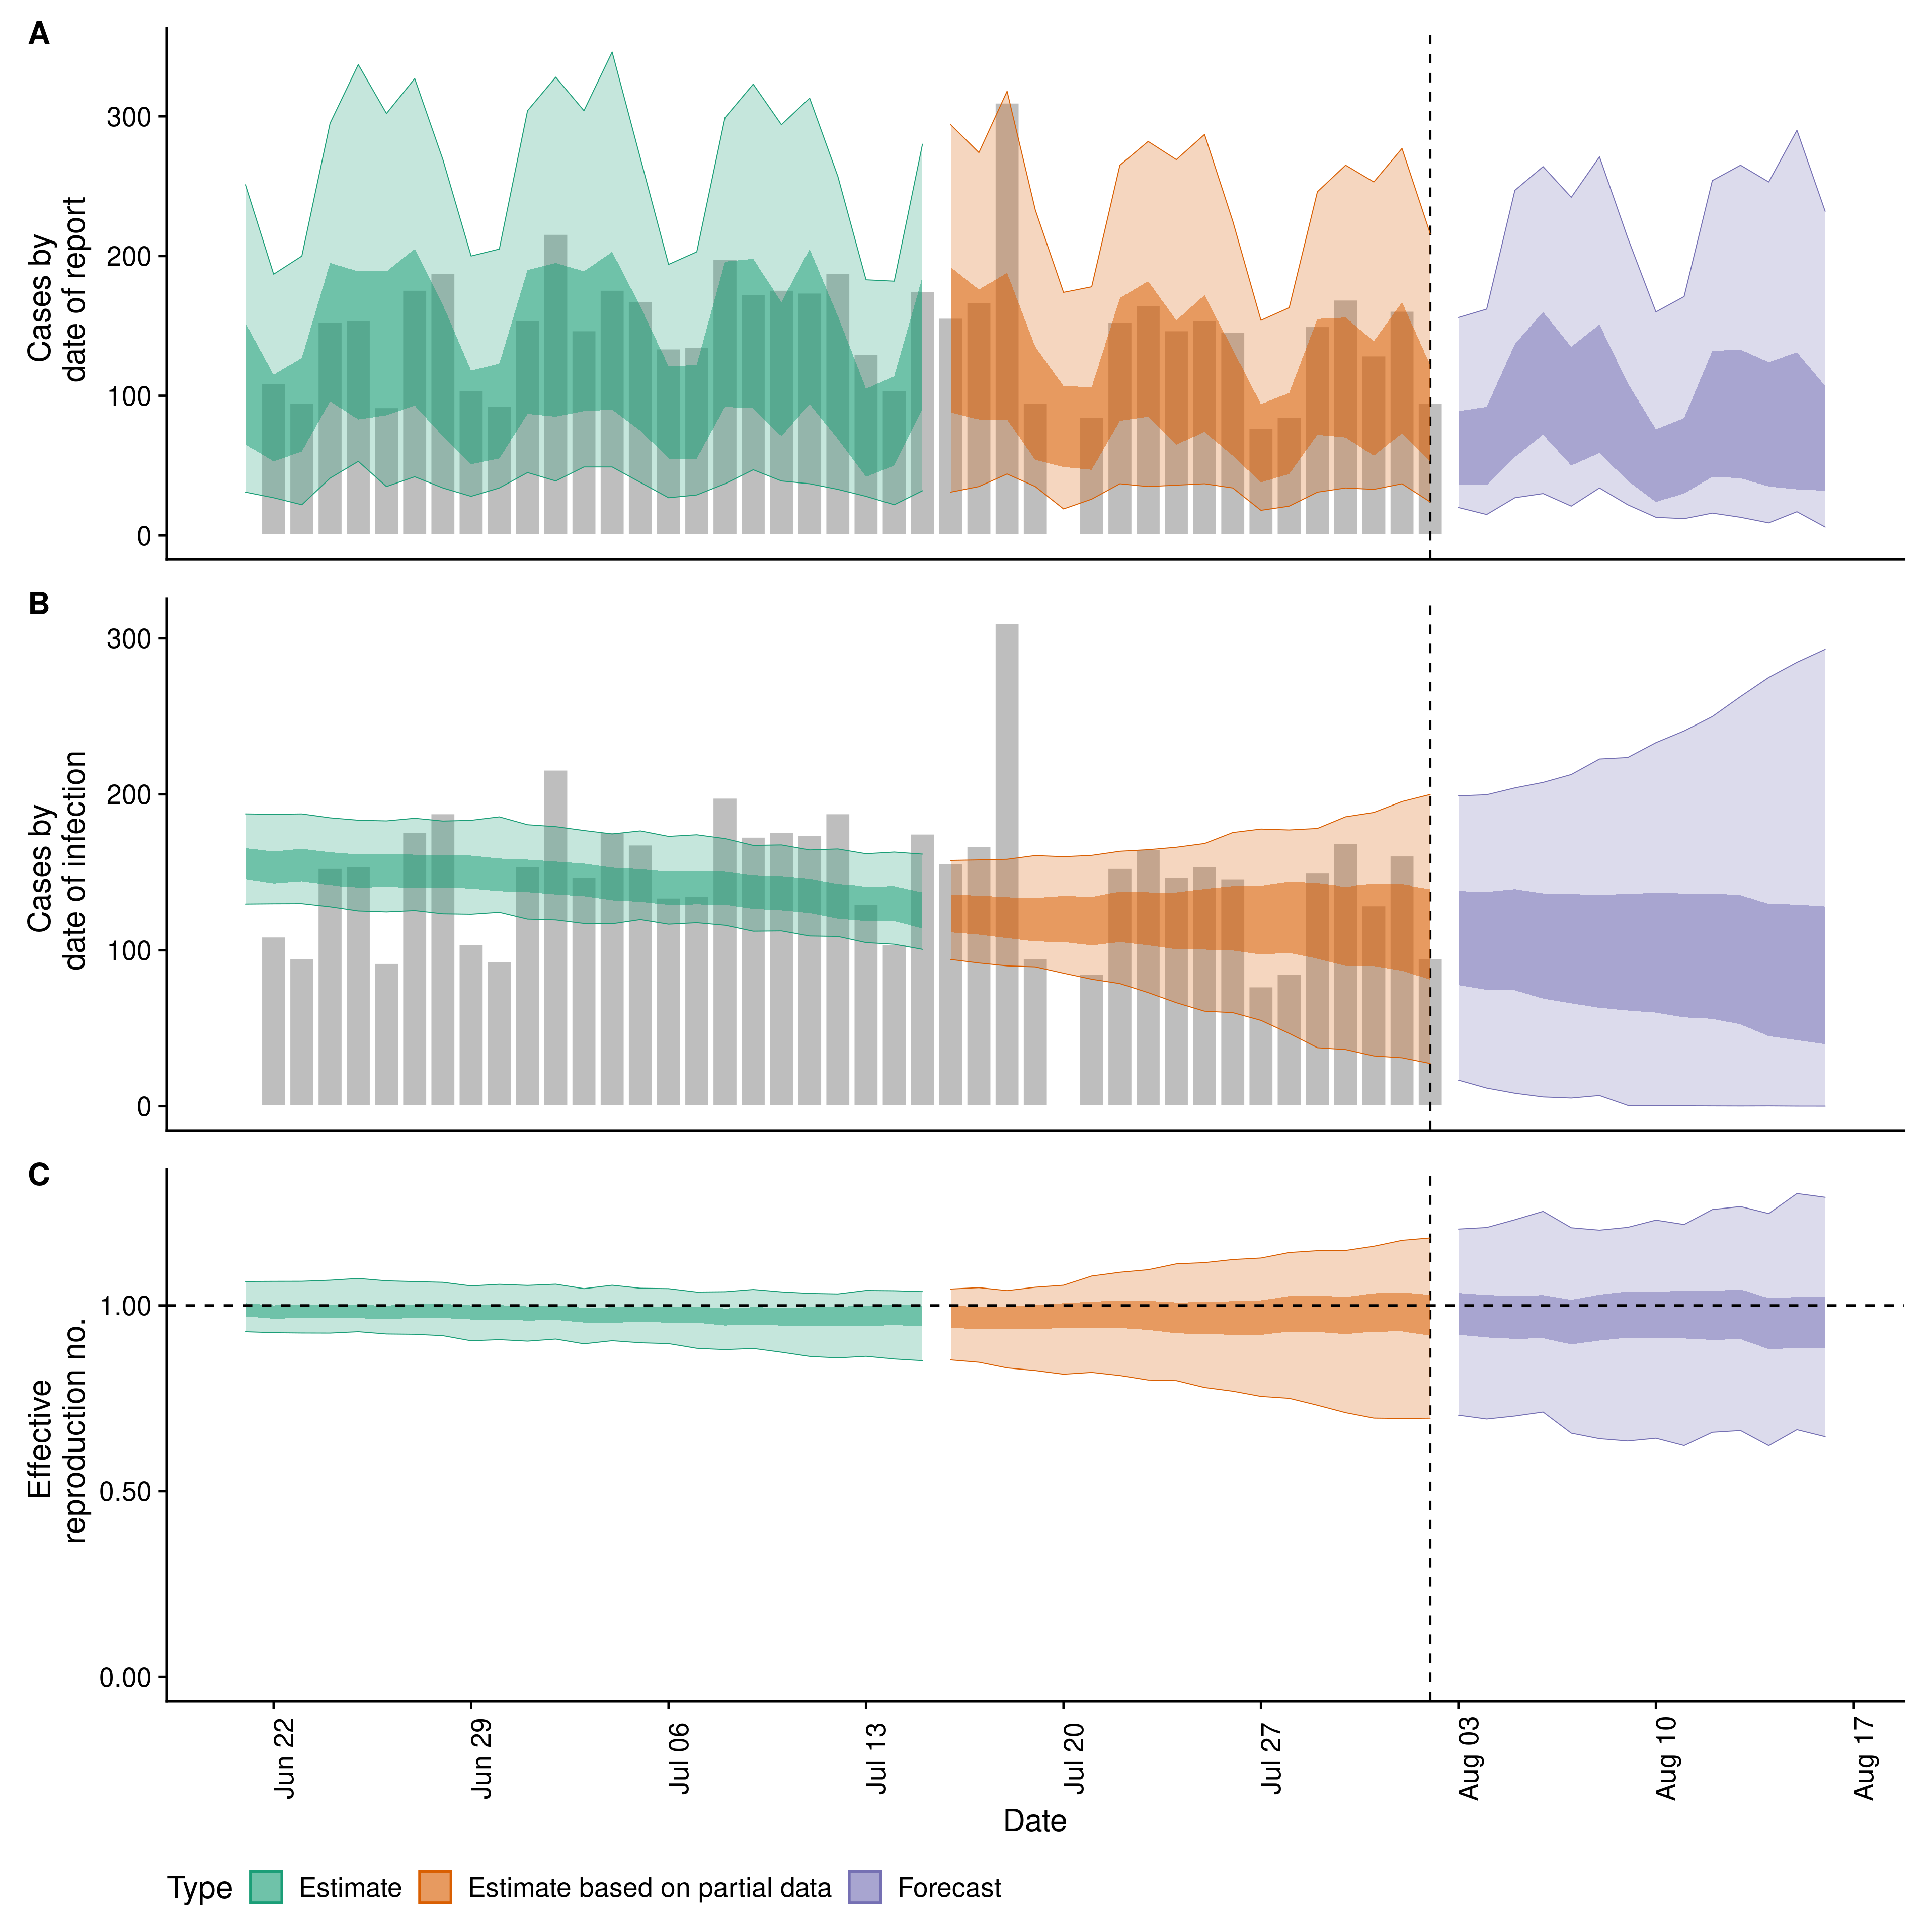 A
Cases by
date of report
300
200
100
0
B
Cases by
date of infection
300
200
100
0
C
Effective
reproduction no.
1.00
0.50
0.00
Jun 22
Jun 29
Jul 06
Jul 13
Jul 20
Jul 27
Aug 03
Aug 10
Aug 17
Date
Type Estimate Estimate based on partial data Forecast